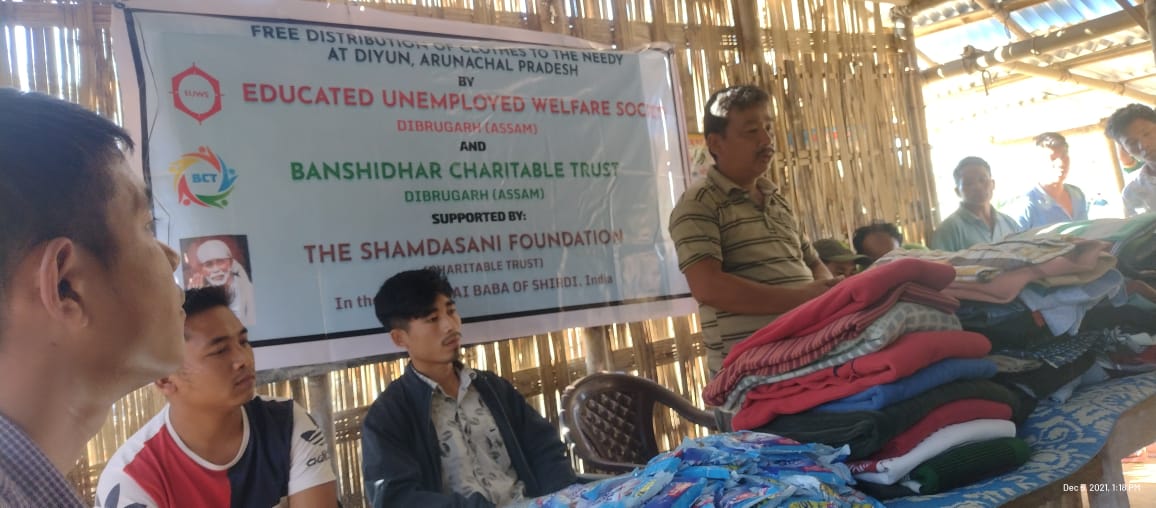 FREE DISTRIBUTION OF CLOTHES TO THE NEEDY
AT DIYUN, ARUNACHAL PRADESH
BY
EUWS
EDUCATED UNEMPLOYED WELFARE
DIBRUGARH (ASSAM)
AND
BCT
BANSHIDHAR CHARITABLE TRUST
DIBRUGARH (ASSAM)
SUPPORTED BY:
THE SHAMDASANI FOUNDATION
(CHARITABLE TRUST)
In the AI BABA OF SHIRDI. India
adidas
Dec 2021, 1:18 PM